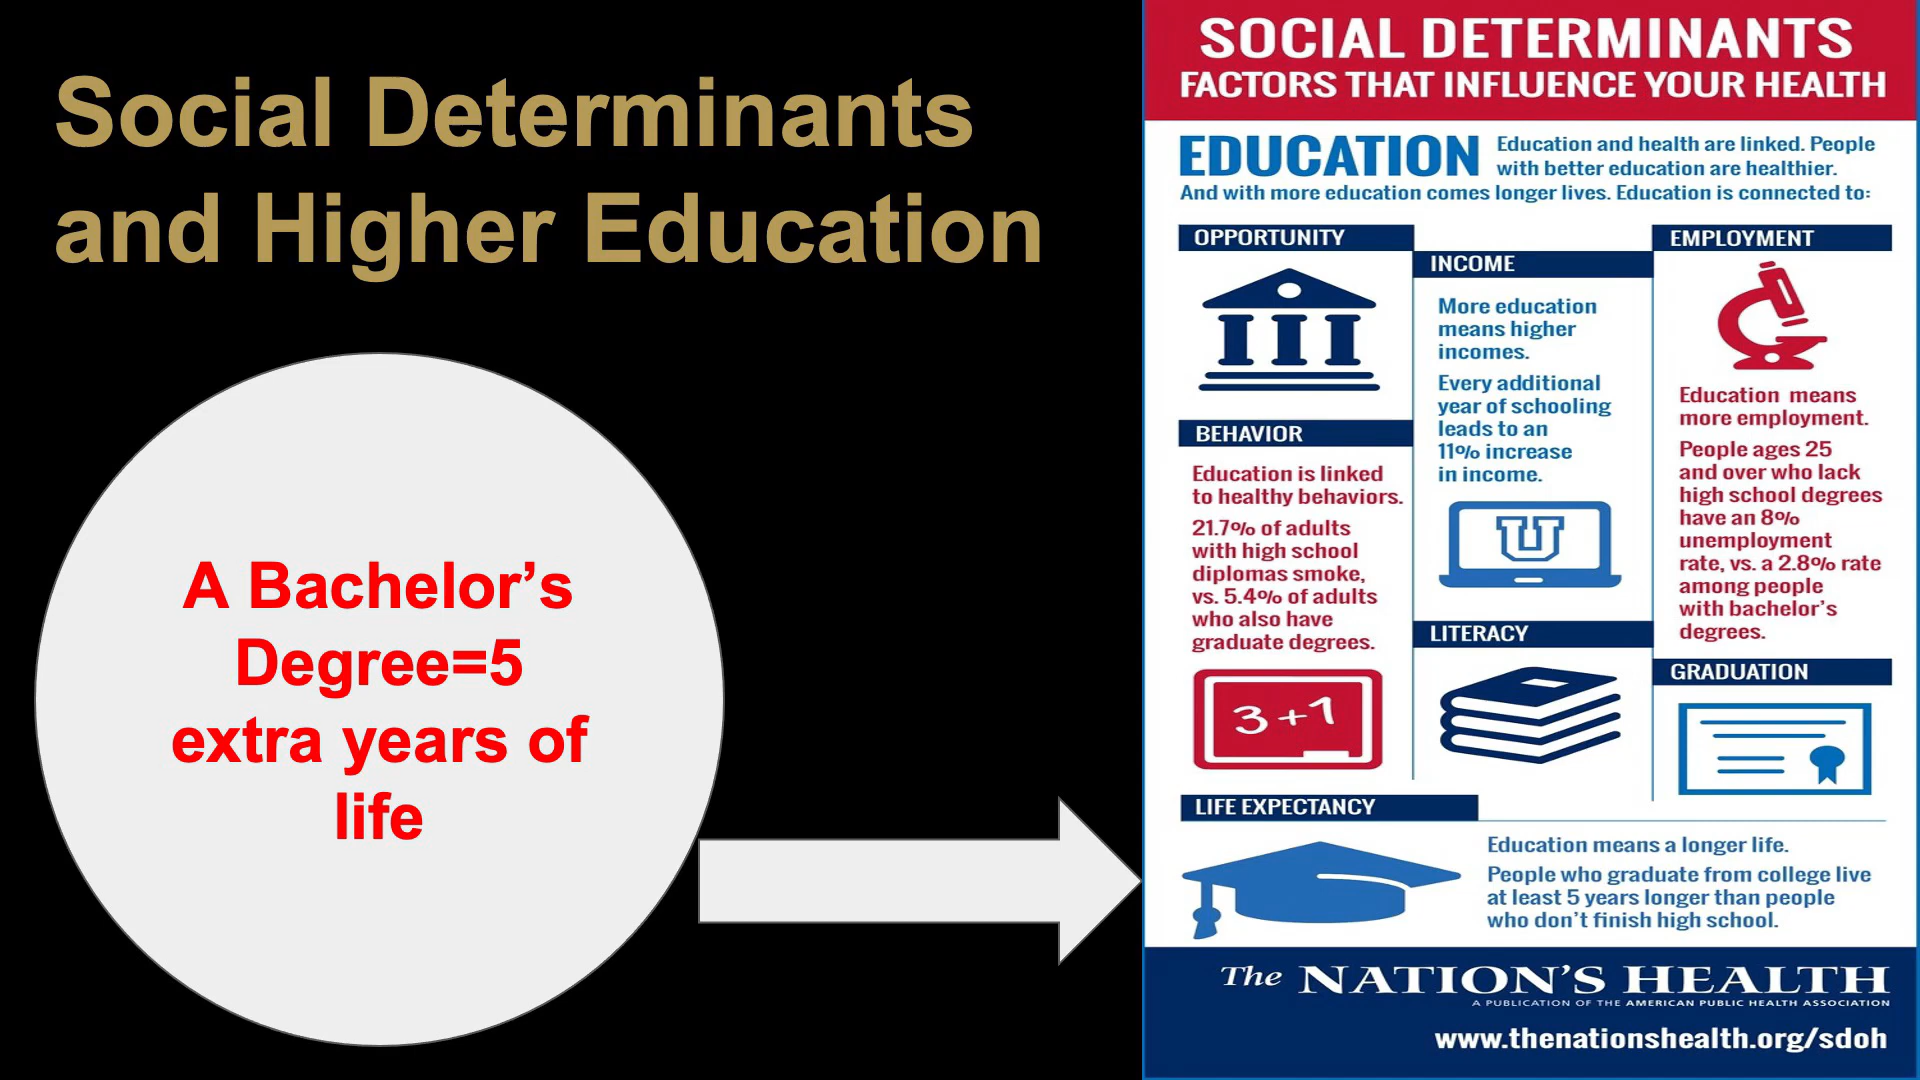 Social Determinants
and Higher Education
A Bachelor’s
Degree=5
extra years of
life
SOCIAL DETERMINANTS
FACTORS THAT INFLUENCE YOUR HEALTH
EDUCATION
Education and health are linked. People
with better education are healthier.
And with more education comes longer lives. Education is connected to:
OPPORTUNITY
BEHAVIOR
Education is linked
to healthy behaviors.
21.7% of adults
with high school
diplomas smoke,
vs. 5.4% of adults
who also have
graduate degrees.
3+1
INCOME
More education
means higher
incomes.
Every additional
year of schooling
leads to an
11% increase
in income.
U
LITERACY
EMPLOYMENT
Education means
more employment.
People ages 25
and over who lack
high school degrees
have an 8%
unemployment
rate, vs. a 2.8% rate
among people
with bachelor’s
degrees.
GRADUATION
LIFE EXPECTANCY
Education means a longer life.
People who graduate from college live
at least 5 years longer than people
who don’t finish high school.
The NATION’S HEALTH
A PUBLICATION OF THE AMERICAN PUBLIC HEALTH ASSOCIATION
www.thenationshealth.org/sdoh